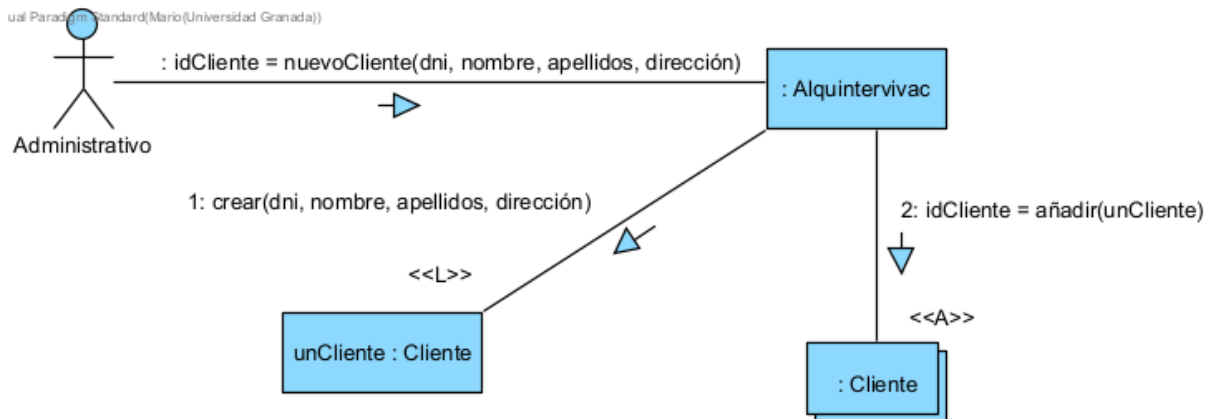 ual Paradigm Standard(Mario(Universidad Granada))
: idCliente = nuevoCliente(dni, nombre, apellidos, dirección)
: Alquintervivac
Administrativo
1: crear(dni, nombre, apellidos, dirección)
2: idCliente = añadir(unCliente)
<<L>>
<<A>>
unCliente : Cliente
: Cliente